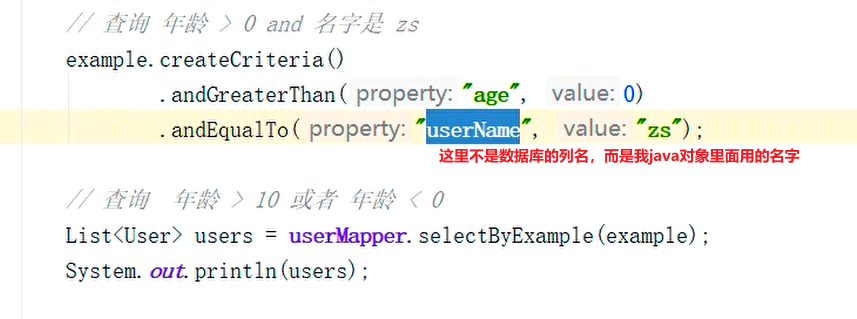 // 查询 年龄 > 0 and 名字是 zs
example.createCriteria()
.andGreaterThan( property: "age", value: 0)
.andEqualTo( property: "userName", value: "zs");
这里不是数据库的列名，而是我java对象里面用的名字
// 查询 年龄 > 10 或者 年龄 < 0
List<User> users = userMapper.selectByExample(example);
System.out.println(users);